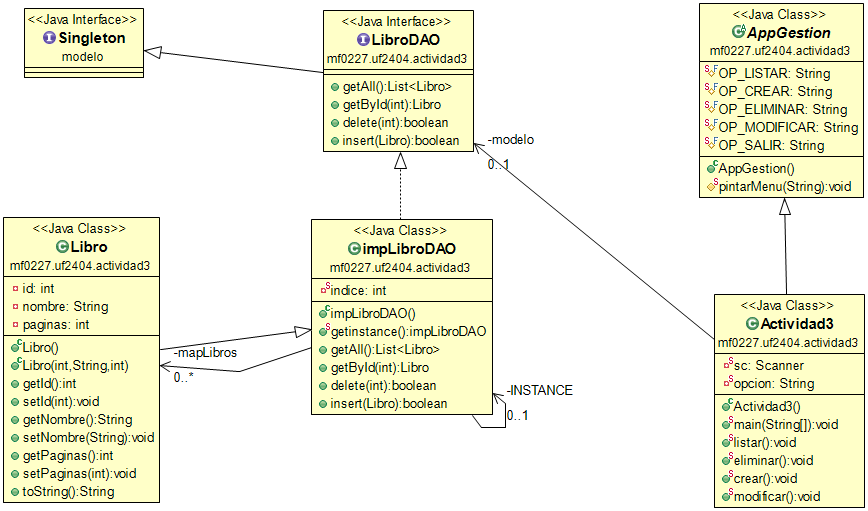 <<Java Interface>>
Singleton
modelo
<<Java Interface>>
LibroDAO
mf0227.uf2404.actividad3
getAll():List<Libro>
getById(int):Libro
delete(int):boolean
insert(Libro):boolean
<<Java Class>>
AppGestion
mf0227.uf2404.actividad3
OP_LISTAR: String
OP_CREAR: String
OP_ELIMINAR: String
OP_MODIFICAR: String
OP_SALIR: String
AppGestion()
pintarMenu(String):void
-modelo
0..1
<<Java Class>>
Libro
mf0227.uf2404.actividad3
id: int
nombre: String
paginas: int
Libro()
Libro(int,String,int)
getId():int
setId(int):void
getNombre():String
setNombre(String):void
getPaginas():int
setPaginas(int):void
toString():String
-mapLibros
0..*
<<Java Class>>
impLibroDAO
mf0227.uf2404.actividad3
indice: int
impLibroDAO()
getinstance():impLibroDAO
getAll():List<Libro>
getById(int):Libro
delete(int):boolean
insert(Libro):boolean
-INSTANCE
0..1
<<Java Class>>
Actividad3
mf0227.uf2404.actividad3
sc: Scanner
opcion: String
Actividad3()
main(String[]):void
listar():void
eliminar():void
crear():void
modificar():void